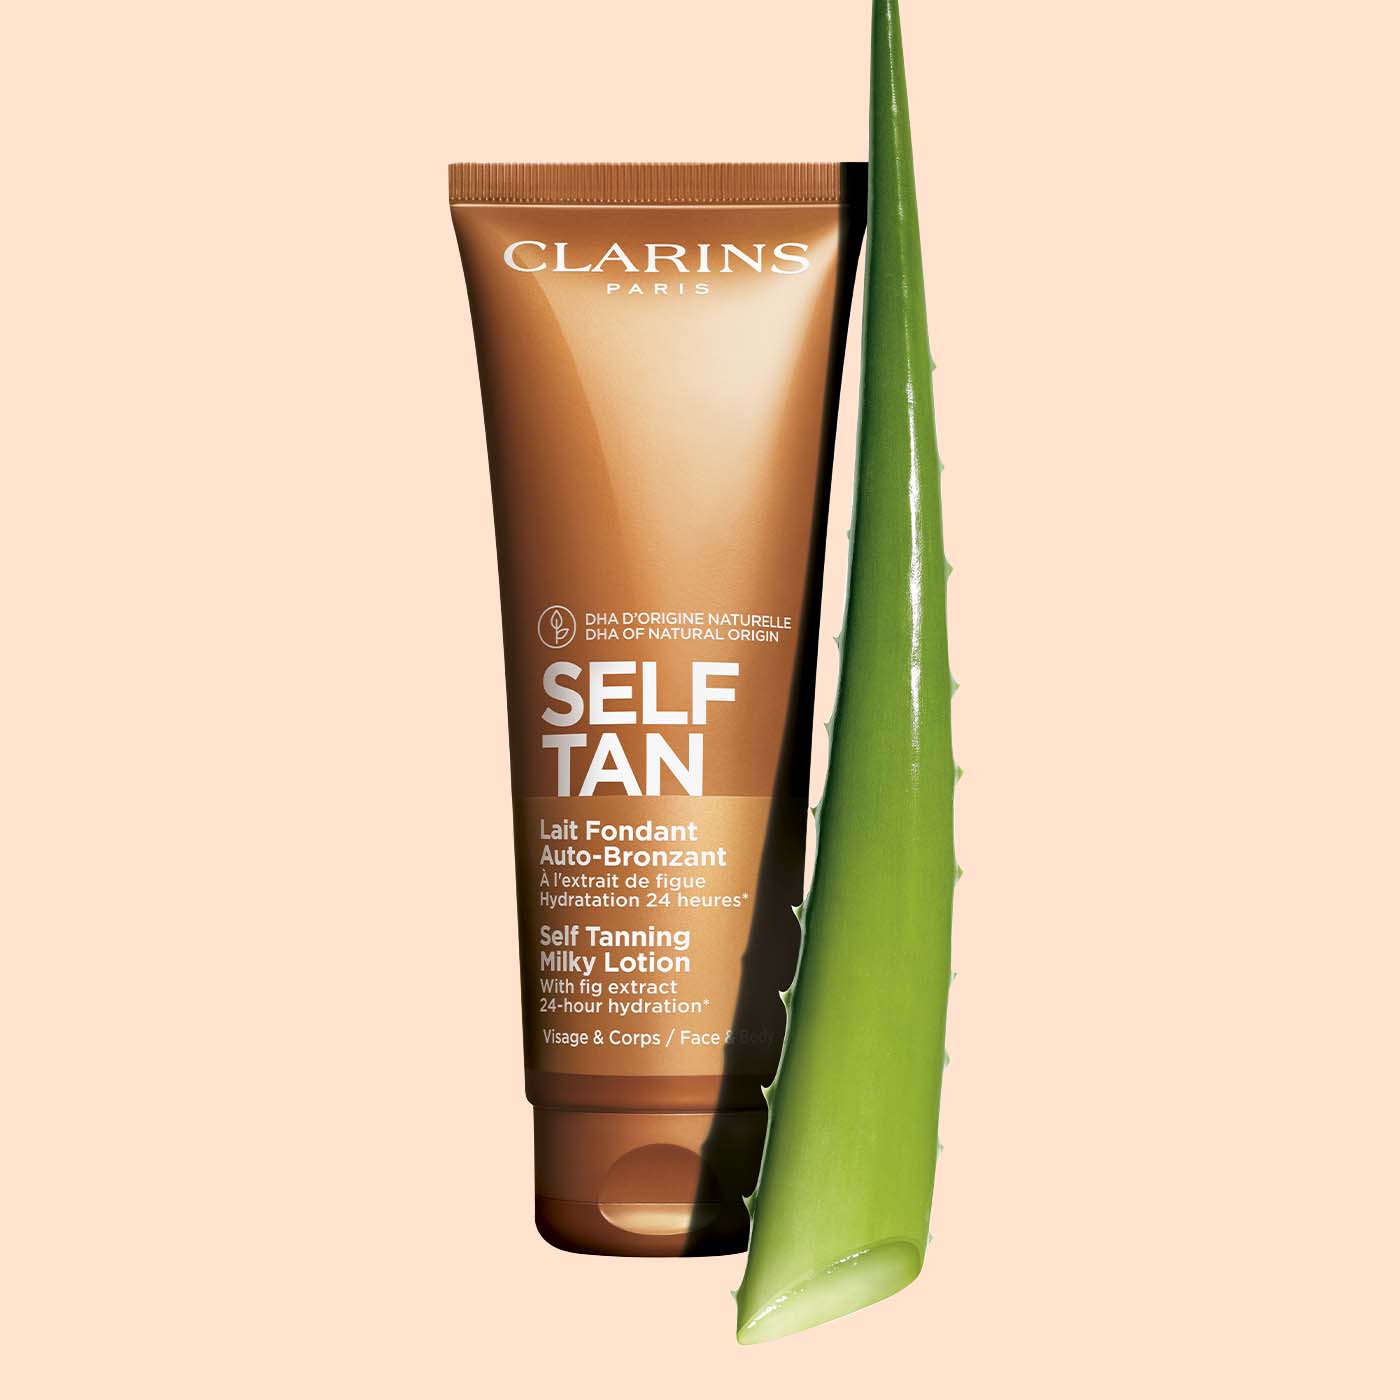 CLARINS
PARIS
DHA D'ORIGINE NATURELLE
DHA OF NATURAL ORIGIN
SELF
TAN
Lait Fondant
Auto-Bronzant
À l'extrait de figue
Hydratation 24 heures*
Self Tanning
Milky Lotion
With fig extract
24-hour hydration*
Visage & Corps / Face & Body